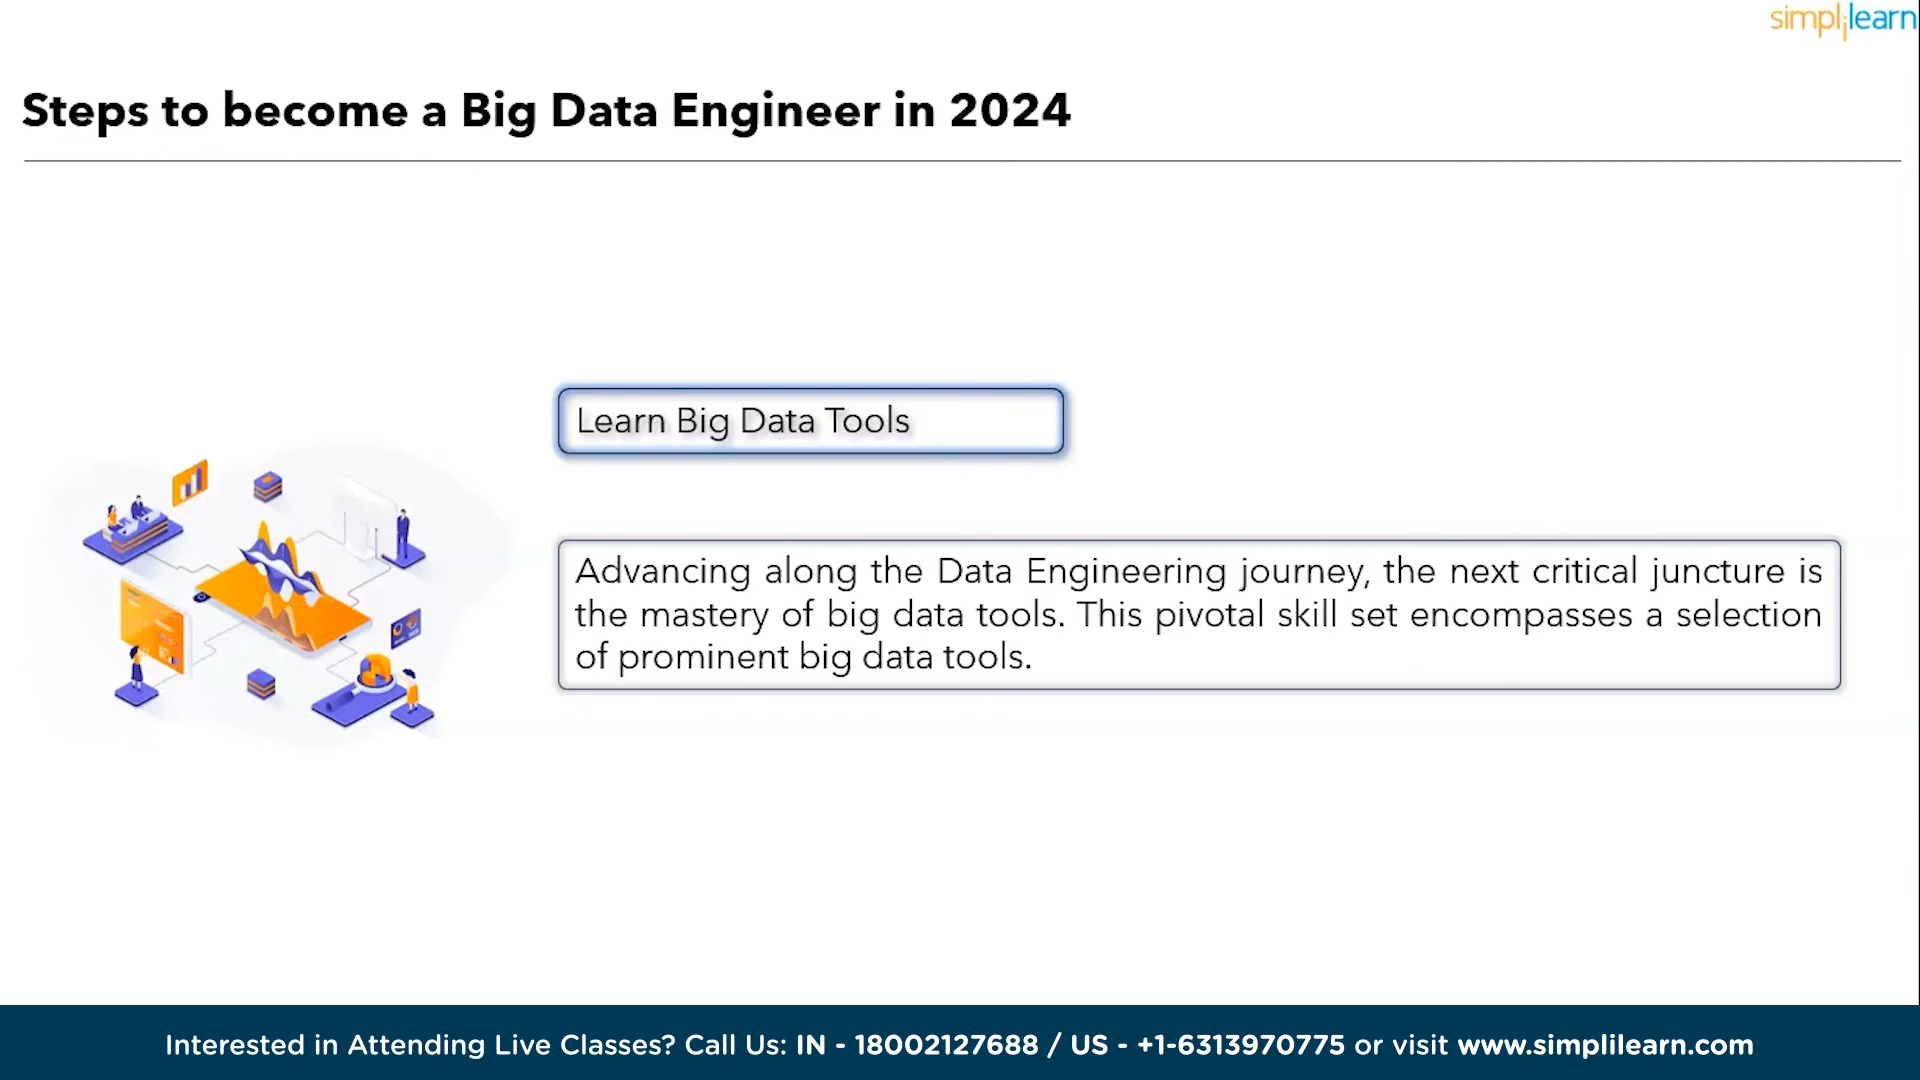 simplilearn
Steps to become a Big Data Engineer in 2024
Learn Big Data Tools
Advancing along the Data Engineering journey, the next critical juncture is
the mastery of big data tools. This pivotal skill set encompasses a selection
of prominent big data tools.
Interested in Attending Live Classes? Call Us: IN - 18002127688 / US - +1-6313970775 or visit www.simplilearn.com